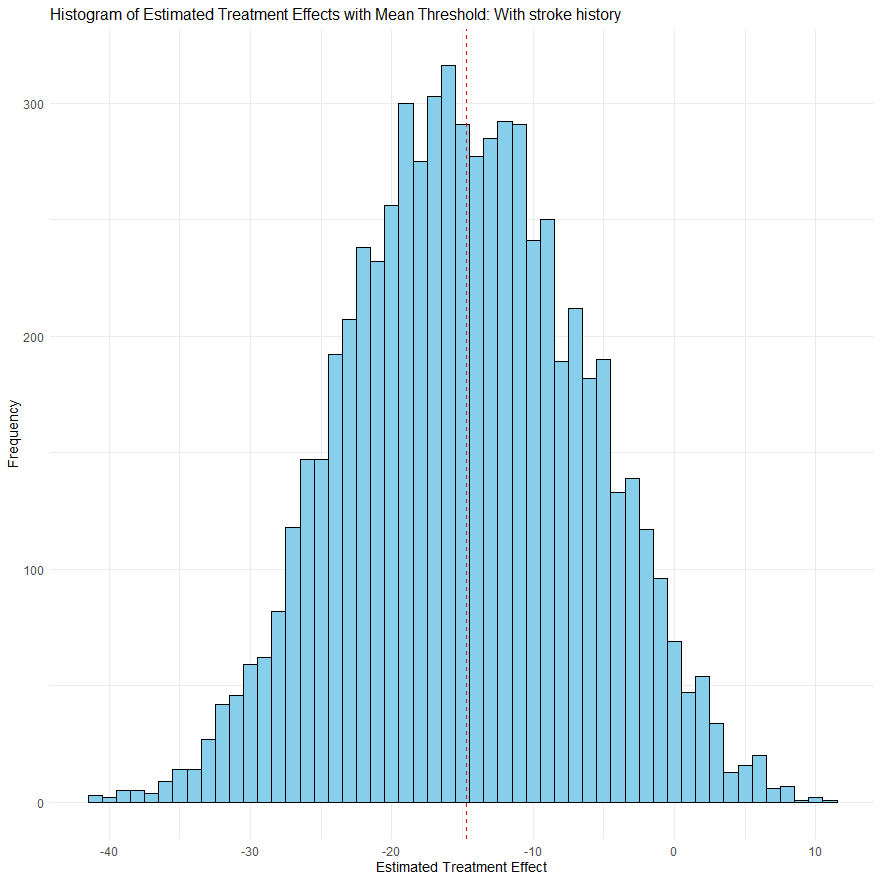 Histogram of Estimated Treatment Effects with Mean Threshold: With stroke history
Frequency
300
200
100
0
-40 -30 -20 -10 0 10
Estimated Treatment Effect